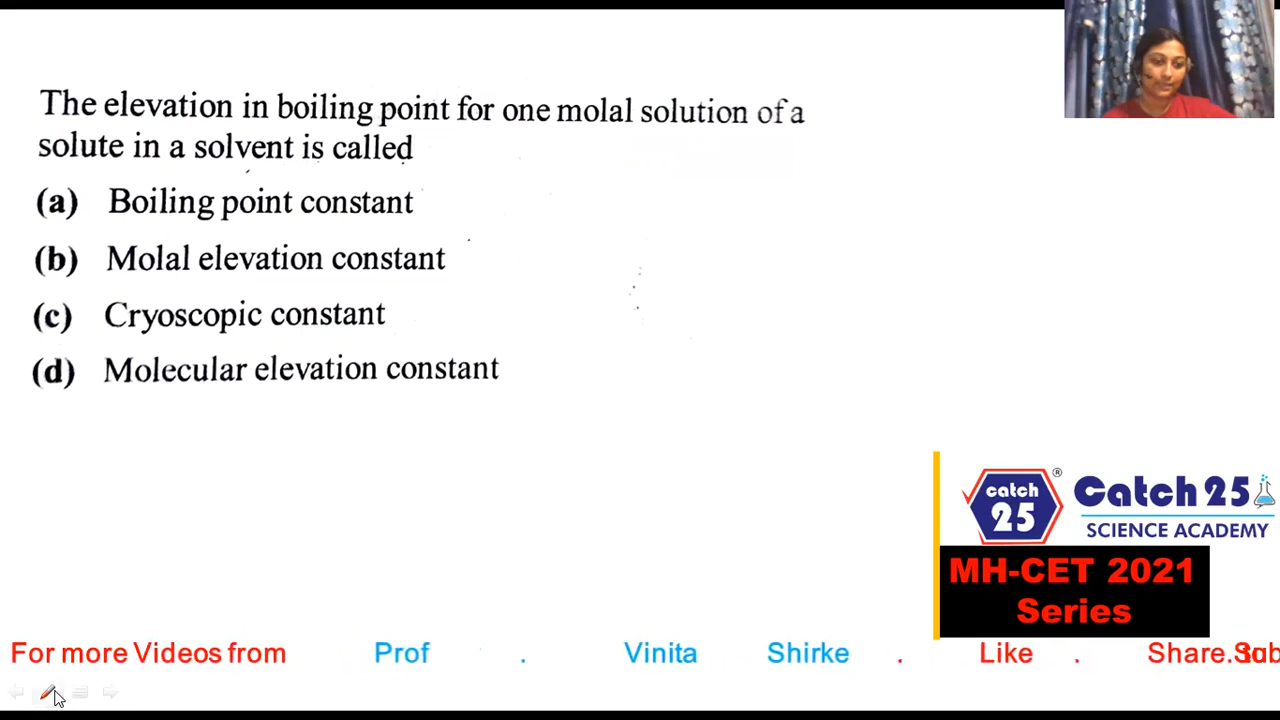 The elevation in boiling point for one molal solution of a
solute in a solvent is called
(a) Boiling point constant
(b) Molal elevation constant
(c) Cryoscopic constant
(d) Molecular elevation constant
catch
25
®
Catch 25
SCIENCE ACADEMY
MH-CET 2021
Series
For more Videos from Prof . Vinita Shirke . Like . Share.